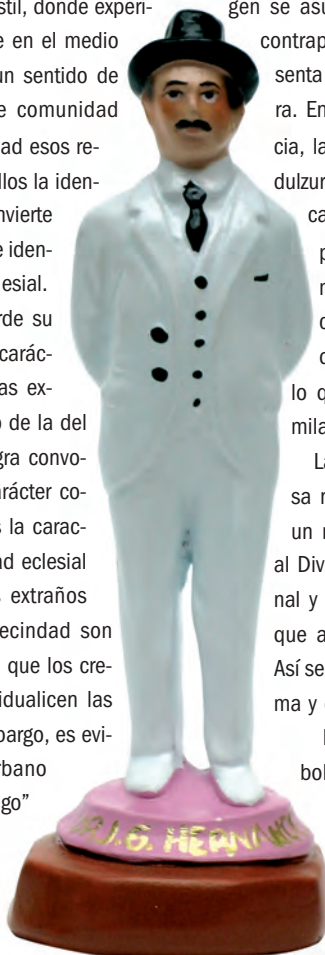 stil, donde experi-
e en el medio
un sentido de
e comunidad
ad esos re-
llos la iden-
nvierte
e iden-
esial.
rde su
carác-
as ex-
o de la del
gra convo-
arácter co-
s la carac-
ad eclesial
s extraños
ecindad son
que los cre-
idualicen las
bargo, es evi-
rbano
go”
gen se asu
contrap
senta
ra. En
cia, la
dulzur
ca
p
lo q
mila
La
sa
un
al Div
nal y
que a
Así se
ma y
bol
J.G. HERNAN